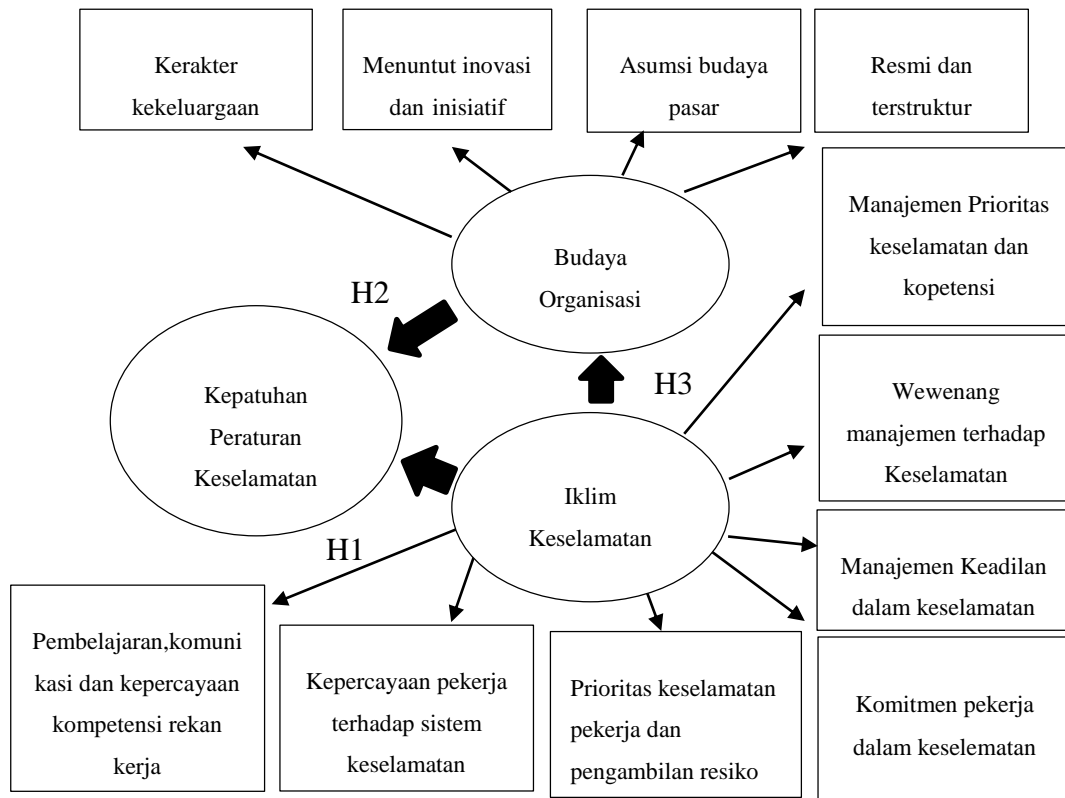 Kerakter
kekeluargaan
Menuntut inovasi
dan inisiatif
Asumsi budaya
pasar
Resmi dan
terstruktur
Manajemen Prioritas
keselamatan dan
kopetensi
Budaya
Organisasi
H2
H3
Kepatuhan
Peraturan
Keselamatan
Wewenang
manajemen terhadap
Keselamatan
Iklim
Keselamatan
H1
Manajemen Keadilan
dalam keselamatan
Pembelajaran,komuni
kasi dan kepercayaan
kompetensi rekan
kerja
Kepercayaan pekerja
terhadap sistem
keselamatan
Prioritas keselamatan
pekerja dan
pengambilan resiko
Komitmen pekerja
dalam keselematan